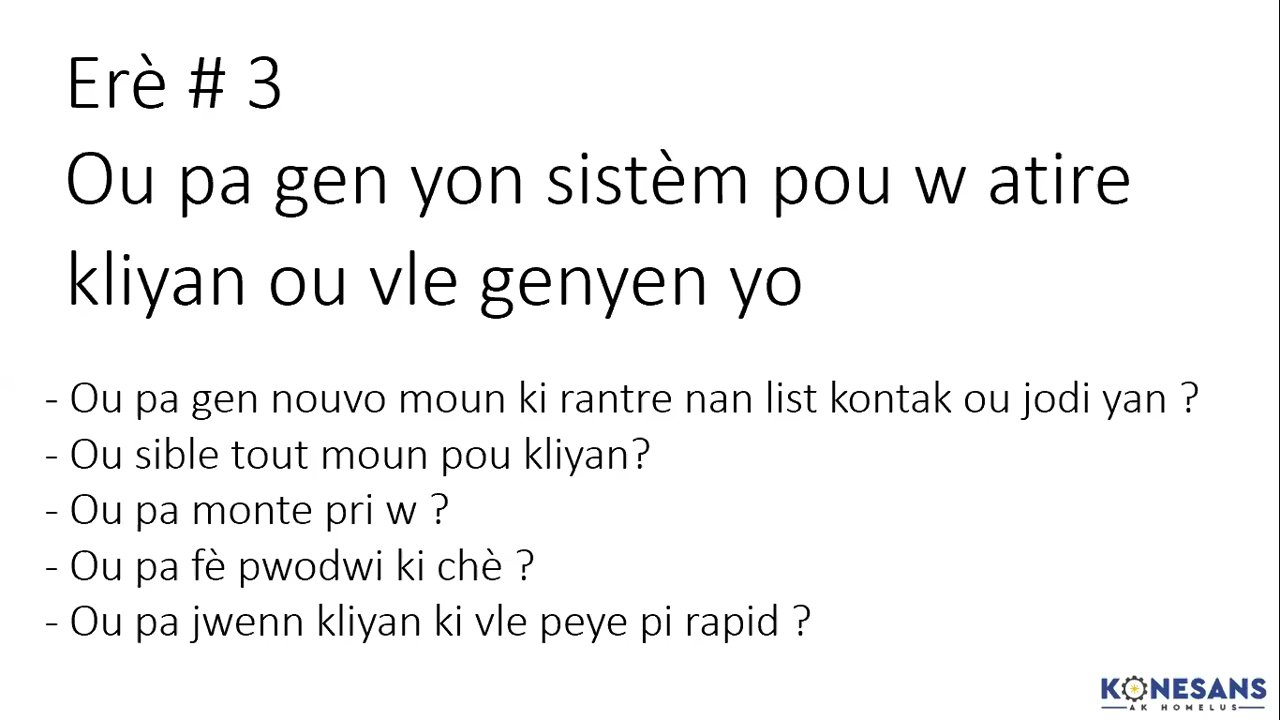 Erè # 3
Ou pa gen yon sistèm pou w atire
kliyan ou vle genyen yo
- Ou pa gen nouvo moun ki rantre nan list kontak ou jodi yan ?
- Ou sible tout moun pou kliyan?
- Ou pa monte pri w ?
- Ou pa fè pwodwi ki chè ?
- Ou pa jwenn kliyan ki vle peye pi rapid ?
KONESANS
AK HOMELUS